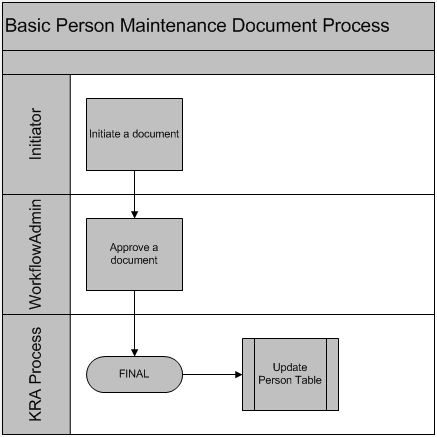 Basic Person Maintenance Document Process
Initiator
Initiate a document
WorkflowAdmin
Approve a
document
KRA Process
FINAL
Update
Person Table